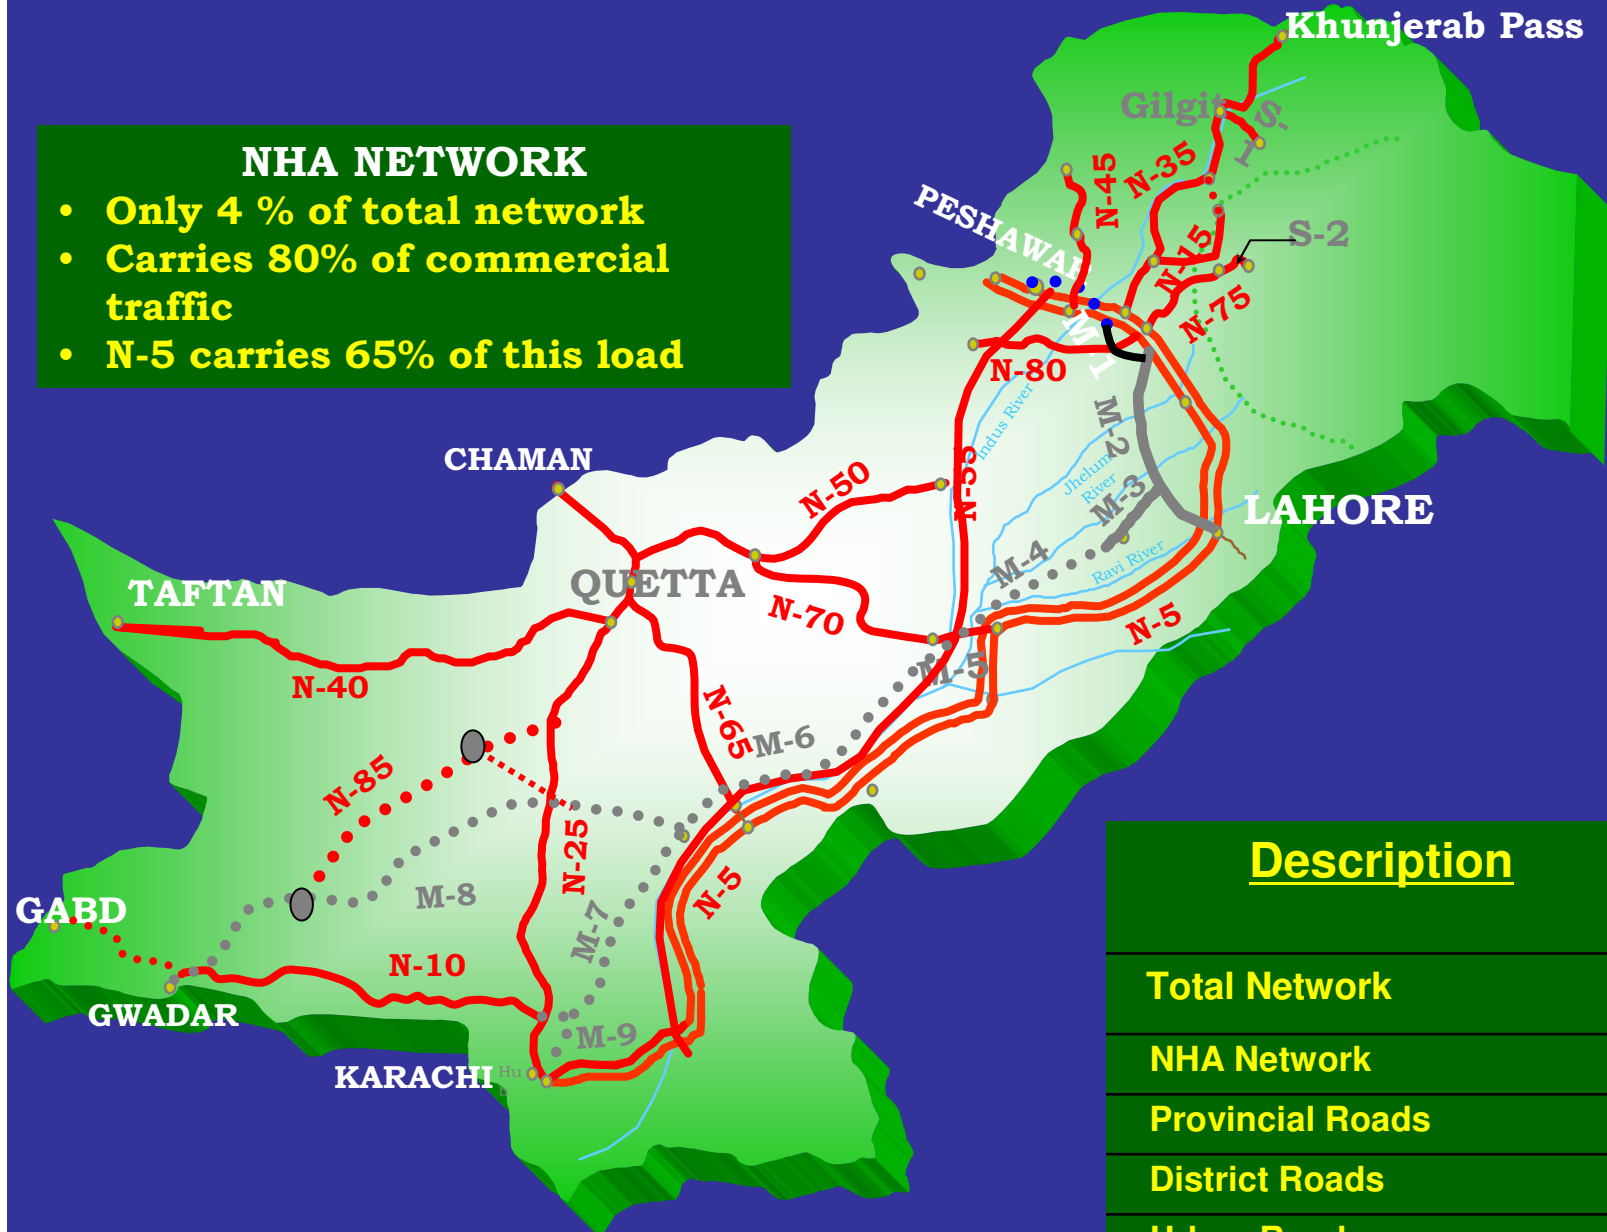 Khunjerab Pass
Gilgit
S-
1
NHA NETWORK
• Only 4 % of total network
• Carries 80% of commercial
traffic
• N-5 carries 65% of this load
N-45
N-35
PESHAWAR
S-2
N-15
N-75
M-1
N-80
Indus River
M-2
CHAMAN
N-50
N-55
Jhelum
River
M-3
LAHORE
QUETTA
M-4
Ravi River
TAFTAN
N-70
N-5
N-40
M-5
N-65
M-6
N-85
N-25
M-8
N-5
GABD
M-7
N-10
GWADAR
M-9
KARACHI
Hu
Description
Total Network
NHA Network
Provincial Roads
District Roads